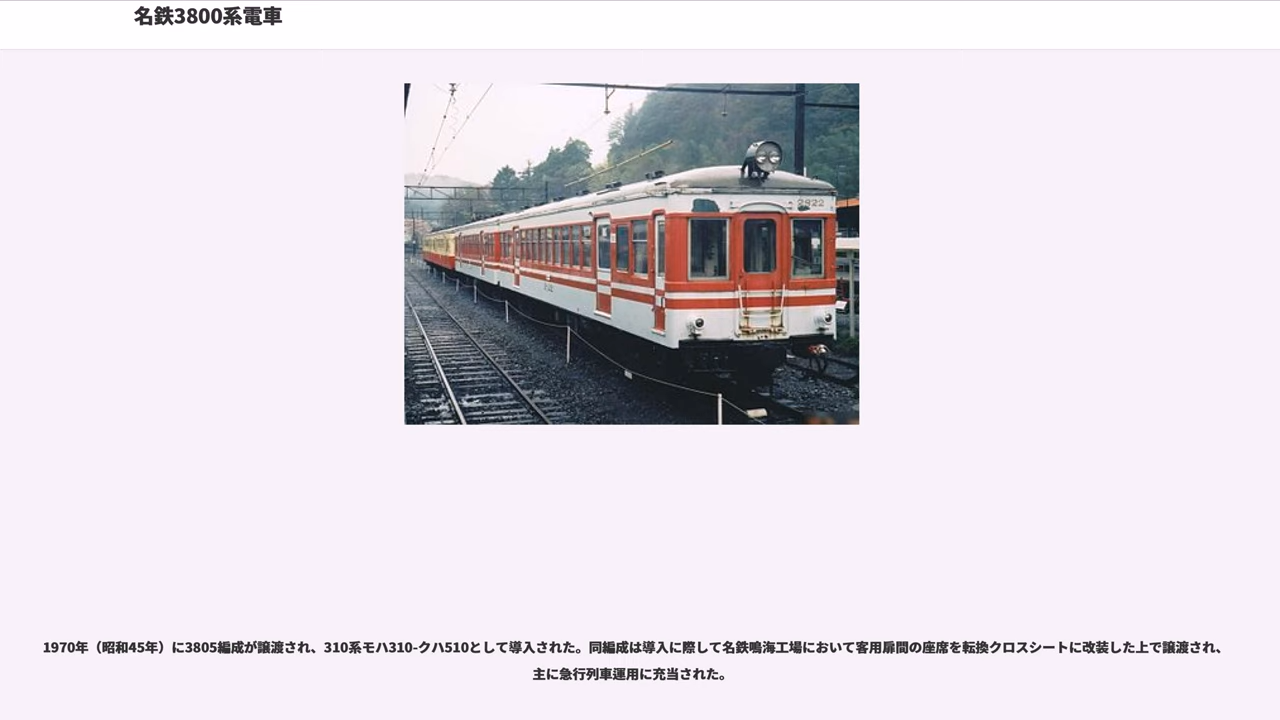 名鉄3800系電車
2922
1970年（昭和45年）に3805編成が譲渡され、310系モハ310-クハ510として導入された。同編成は導入に際して名鉄鳴海工場において客用扉間の座席を転換クロスシートに改装した上で譲渡され、
主に急行列車運用に充当された。